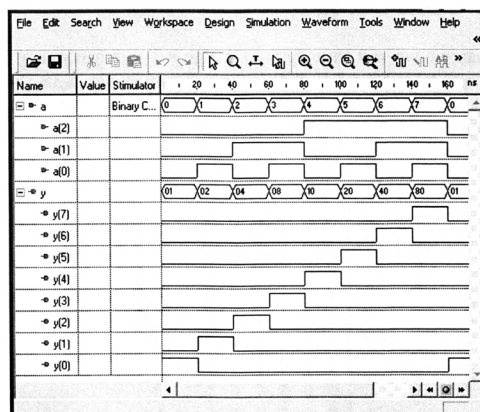 File Edit Search View Workspace Design Simulation Waveform Tools Window Help
Name Value Stimulator 20 40 60 80 100 120 140 160 ns
a Binary C... 0 1 2 3 4 5 6 7 0
a(2)
a(1)
a(0)
y 01 02 04 08 10 20 40 80 01
y(7)
y(6)
y(5)
y(4)
y(3)
y(2)
y(1)
y(0)